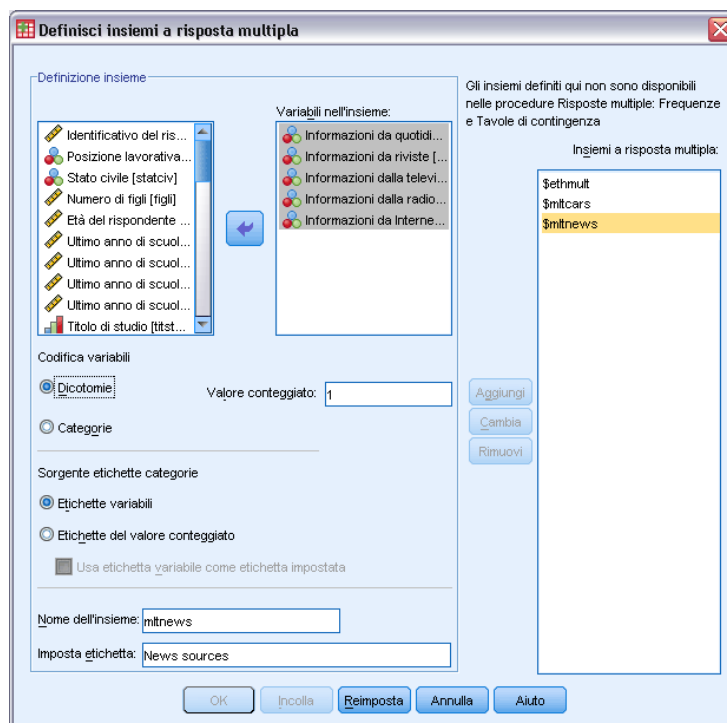 Definisci insiemi a risposta multipla
Definizione insieme
Identificativo del ris...
Posizione lavorativa...
Stato civile [statciv]
Numero di figli [figli]
Età del rispondente ...
Ultimo anno di scuol...
Ultimo anno di scuol...
Ultimo anno di scuol...
Ultimo anno di scuol...
Titolo di studio [titst...
Variabili nell'insieme:
Informazioni da quotidi...
Informazioni da riviste [...
Informazioni dalla televi...
Informazioni dalla radio...
Informazioni da Interne...
Codifica variabili
Dicotomie
Valore conteggiato:
1
Categorie
Sorgente etichette categorie
Etichette variabili
Etichette del valore conteggiato
Usa etichetta variabile come etichetta impostata
Nome dell'insieme:
mltnews
Imposta etichetta:
News sources
Gli insiemi definiti qui non sono disponibili
nelle procedure Risposte multiple: Frequenze
e Tavole di contingenza
Insiemi a risposta multipla:
$ethmult
$mltcars
$mltnews
Aggiungi
Cambia
Rimuovi
OK
Incolla
Reimposta
Annulla
Aiuto